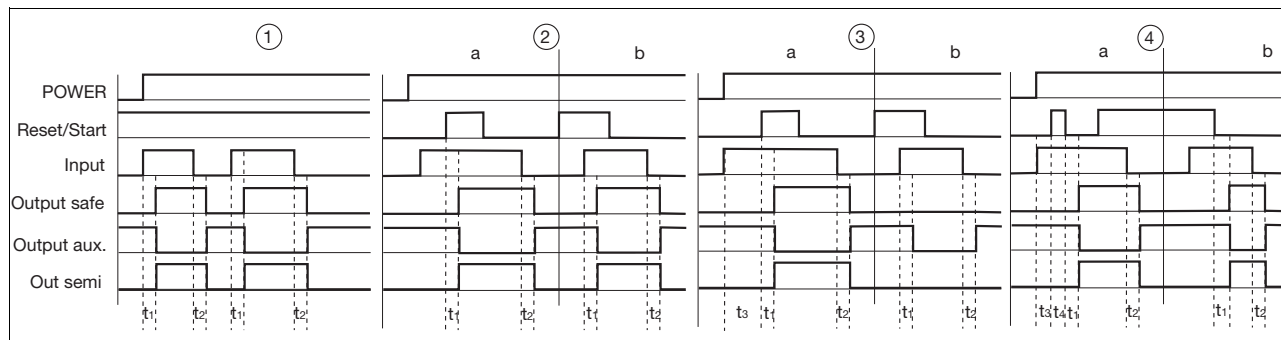 1 2 3 4
a b a b a b
POWER
Reset/Start
Input
Output safe
Output aux.
Out semi
t1 t2 t1 t2 t1 t2 t1 t2 t3 t1 t2 t1 t2 t3 t4 t1 t2 t1 t2